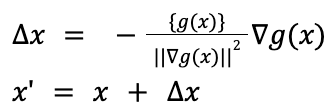 Δx = − {g(x)} / ||∇g(x)||² ∇g(x)
x' = x + Δx